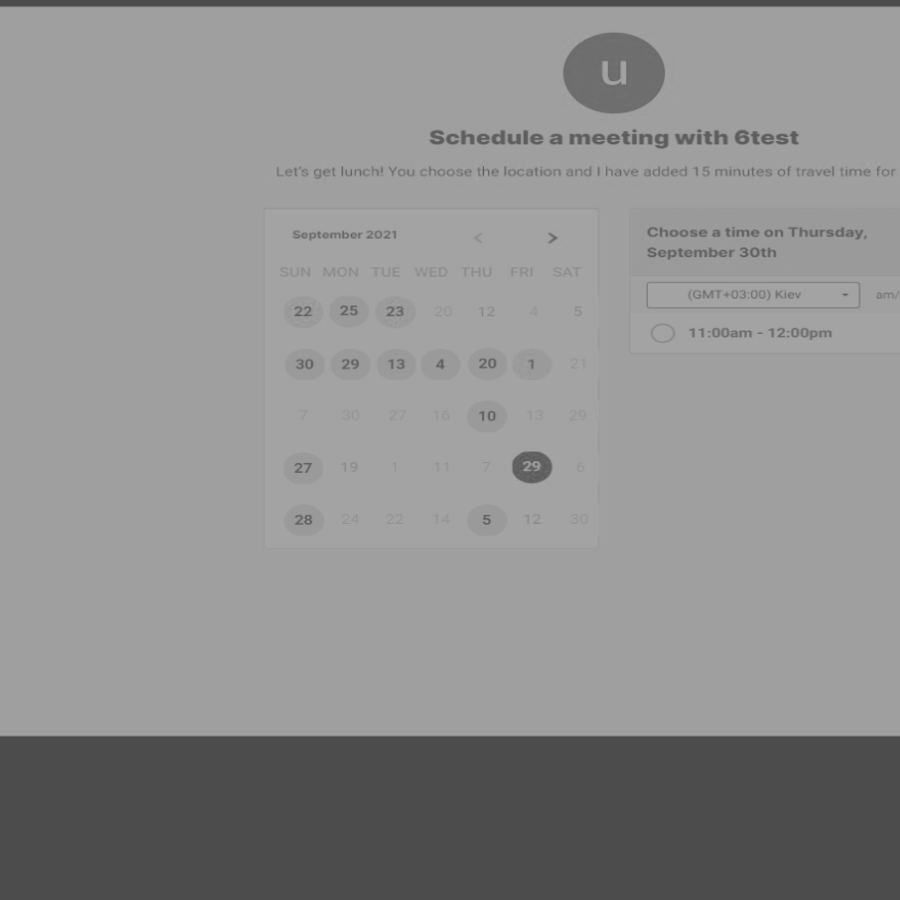 u
Schedule a meeting with 6test
Let's get lunch! You choose the location and I have added 15 minutes of travel time for
September 2021 < >
SUN MON TUE WED THU FRI SAT
22 25 23 20 12 4 5
30 29 13 4 20 1 21
7 30 27 16 10 13 29
27 19 1 11 7 29 6
28 24 22 14 5 12 30
Choose a time on Thursday,
September 30th
(GMT+03:00) Kiev am/
11:00am - 12:00pm